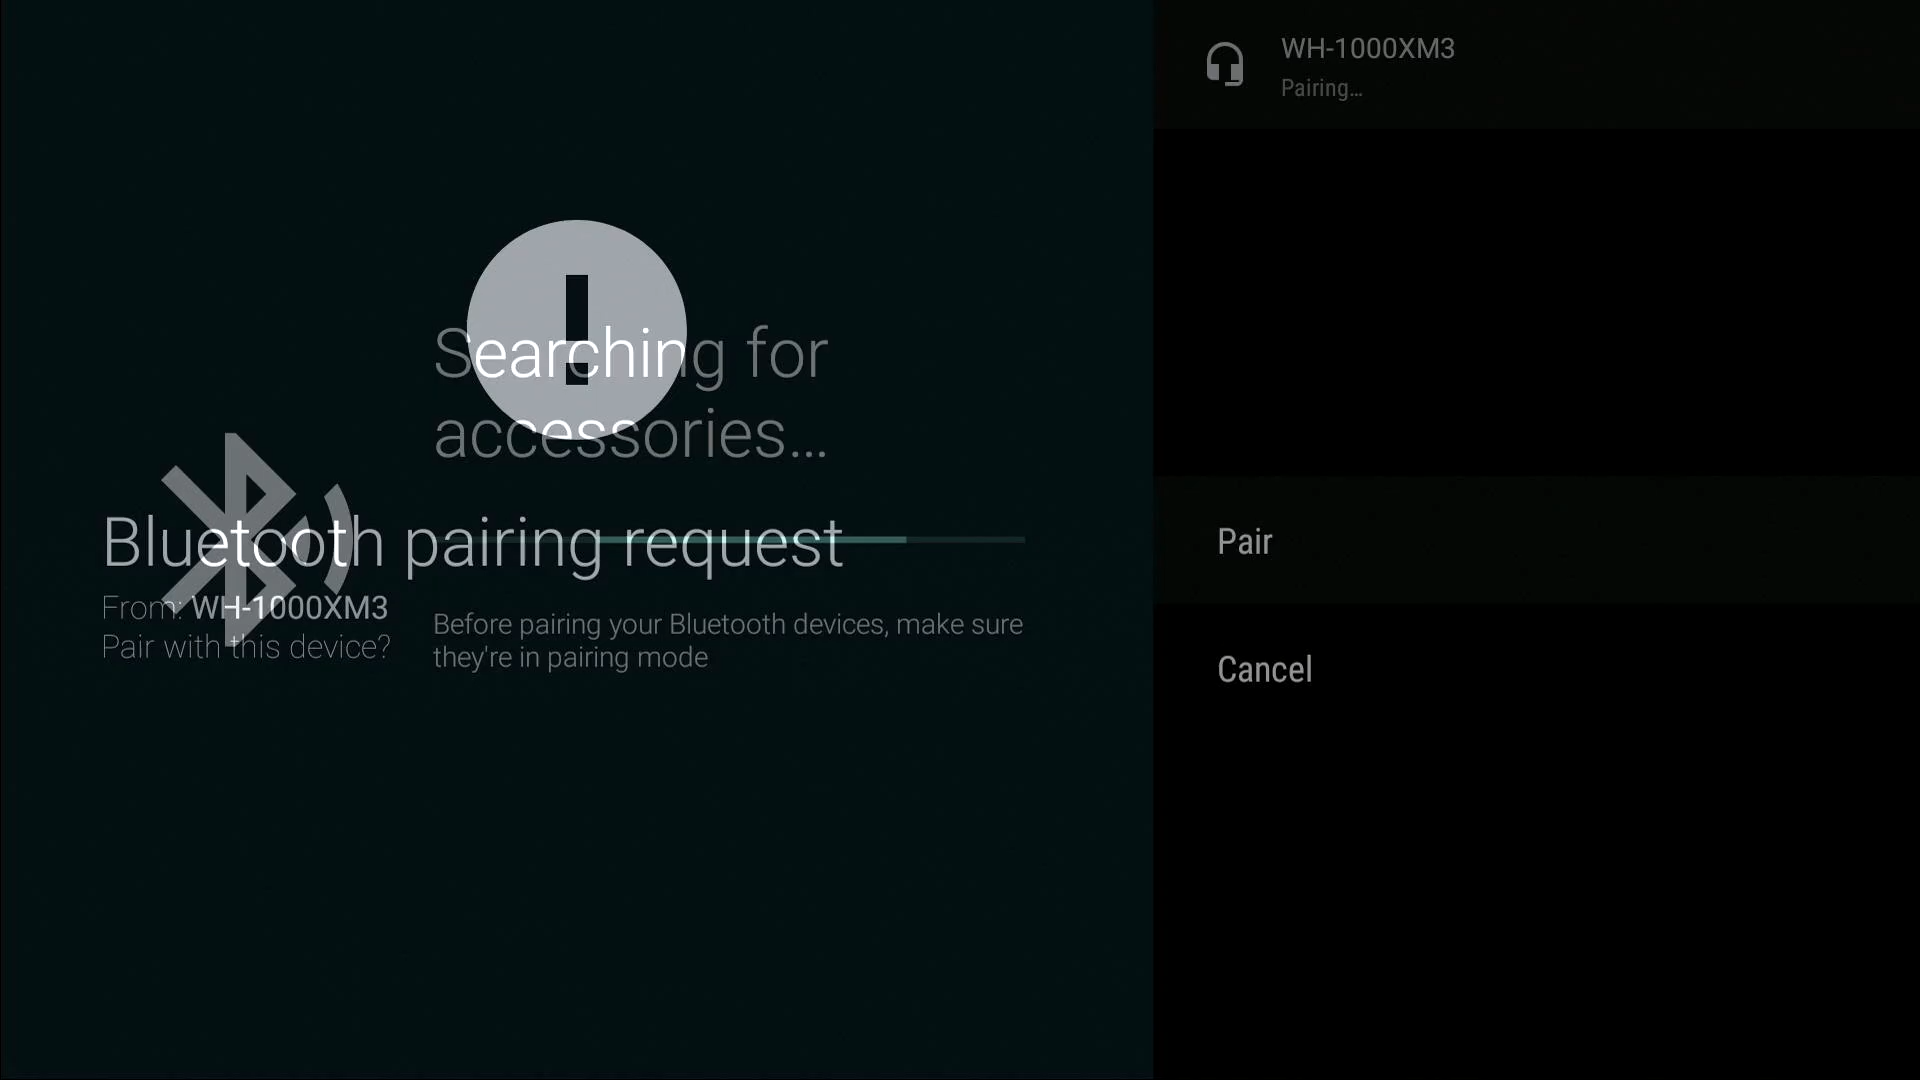 Searching for
accessories...
Bluetooth pairing request
From: WH-1000XM3
Pair with this device?
Before pairing your Bluetooth devices, make sure
they're in pairing mode
WH-1000XM3
Pairing...
Pair
Cancel